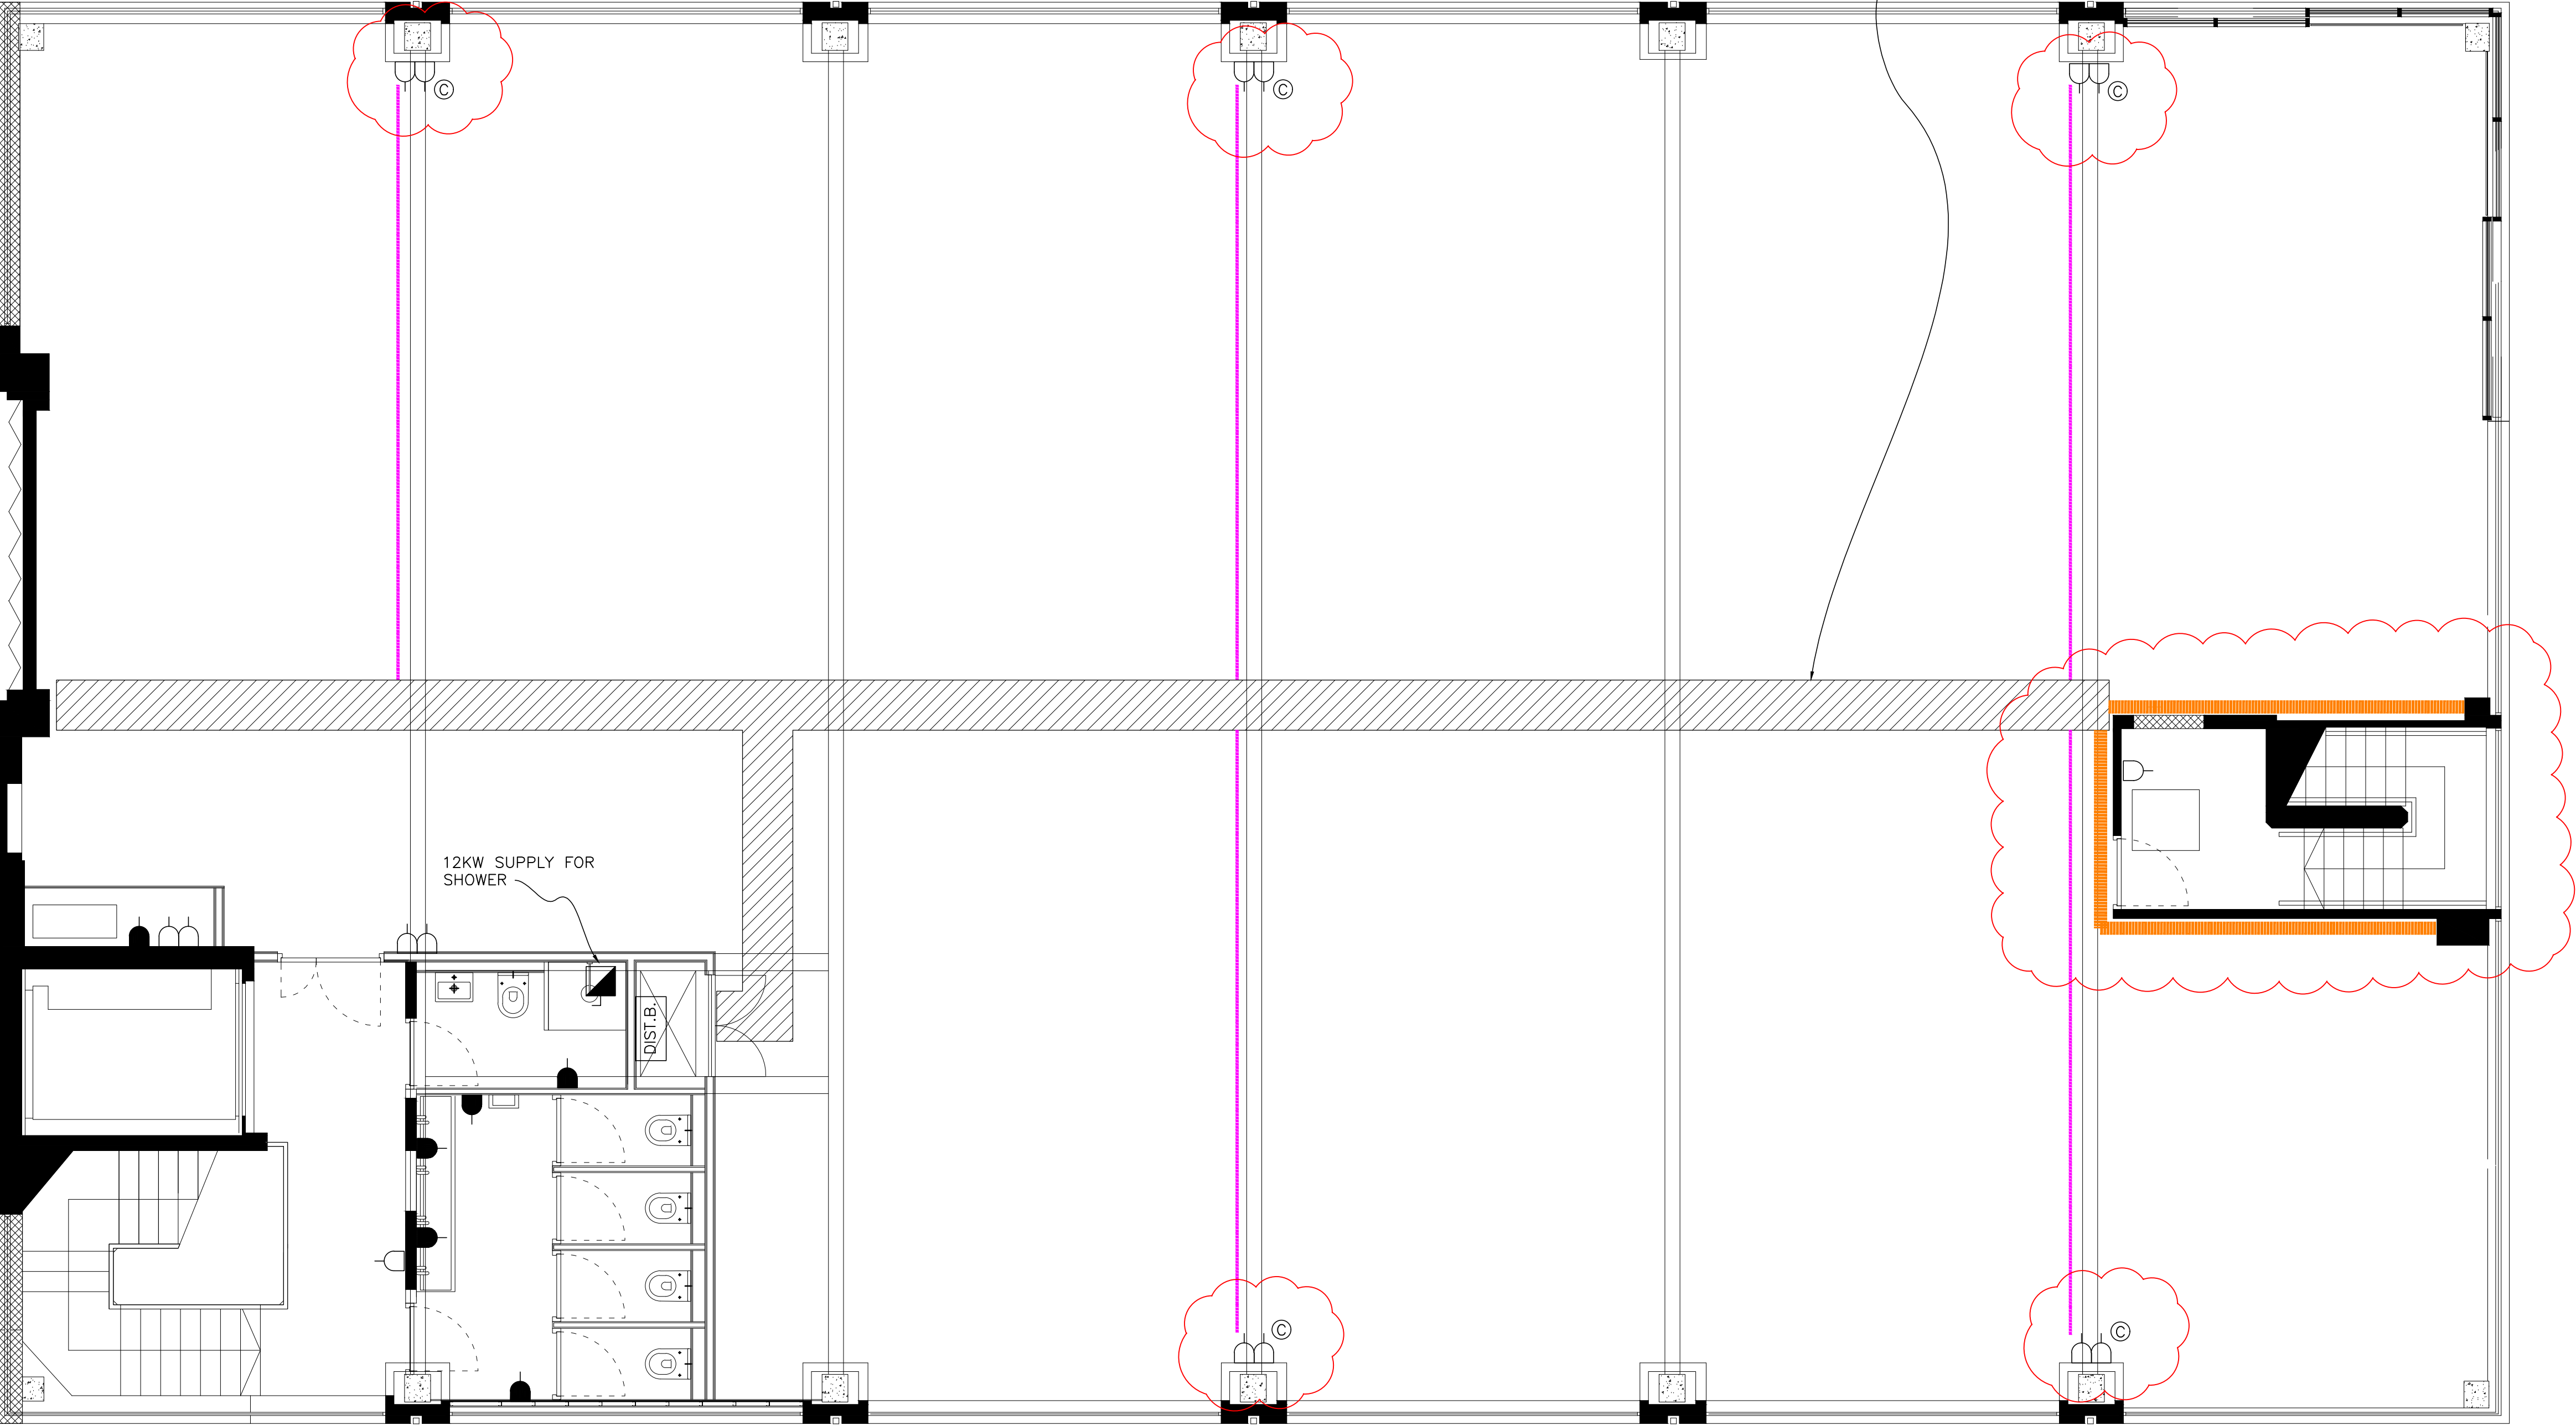 Ⓒ
Ⓒ
Ⓒ
12KW SUPPLY FOR
SHOWER
DIST.B.
Ⓒ
Ⓒ